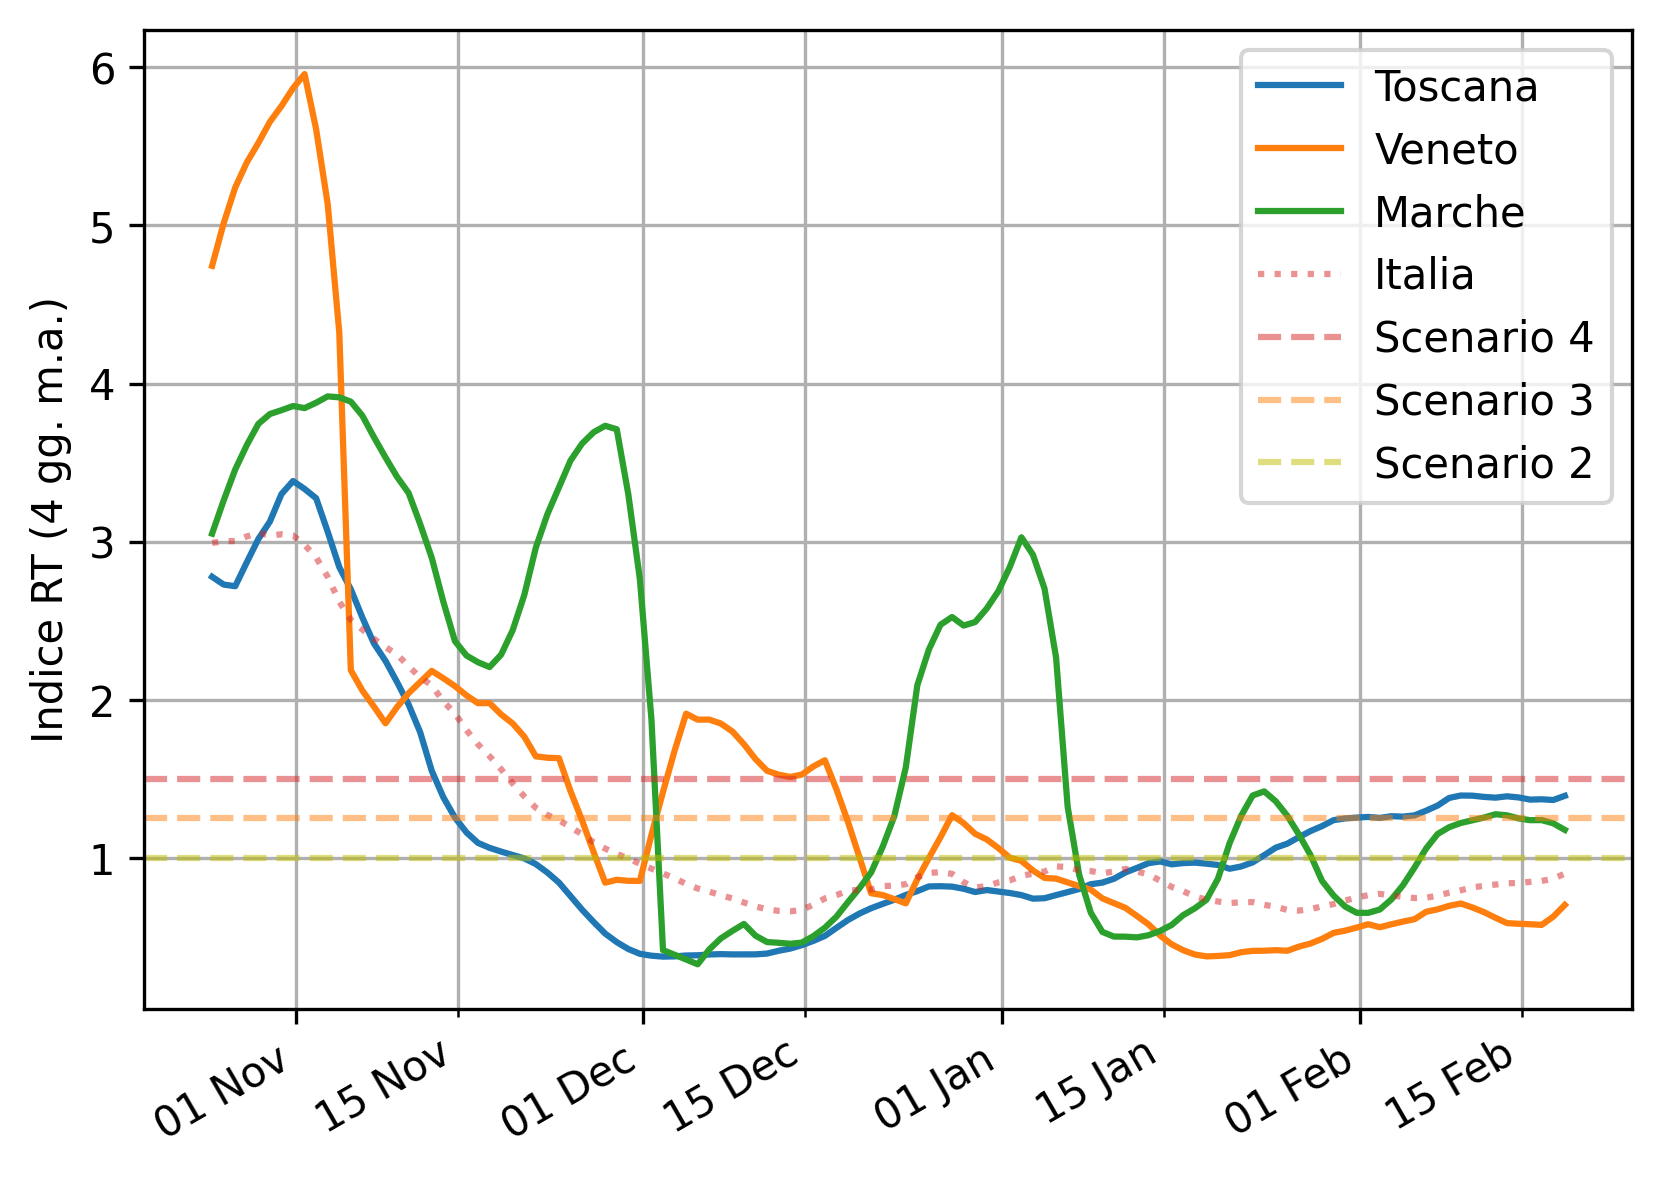 Indice RT (4 gg. m.a.)
6
5
4
3
2
1
Toscana
Veneto
Marche
Italia
Scenario 4
Scenario 3
Scenario 2
01 Nov
15 Nov
01 Dec
15 Dec
01 Jan
15 Jan
01 Feb
15 Feb